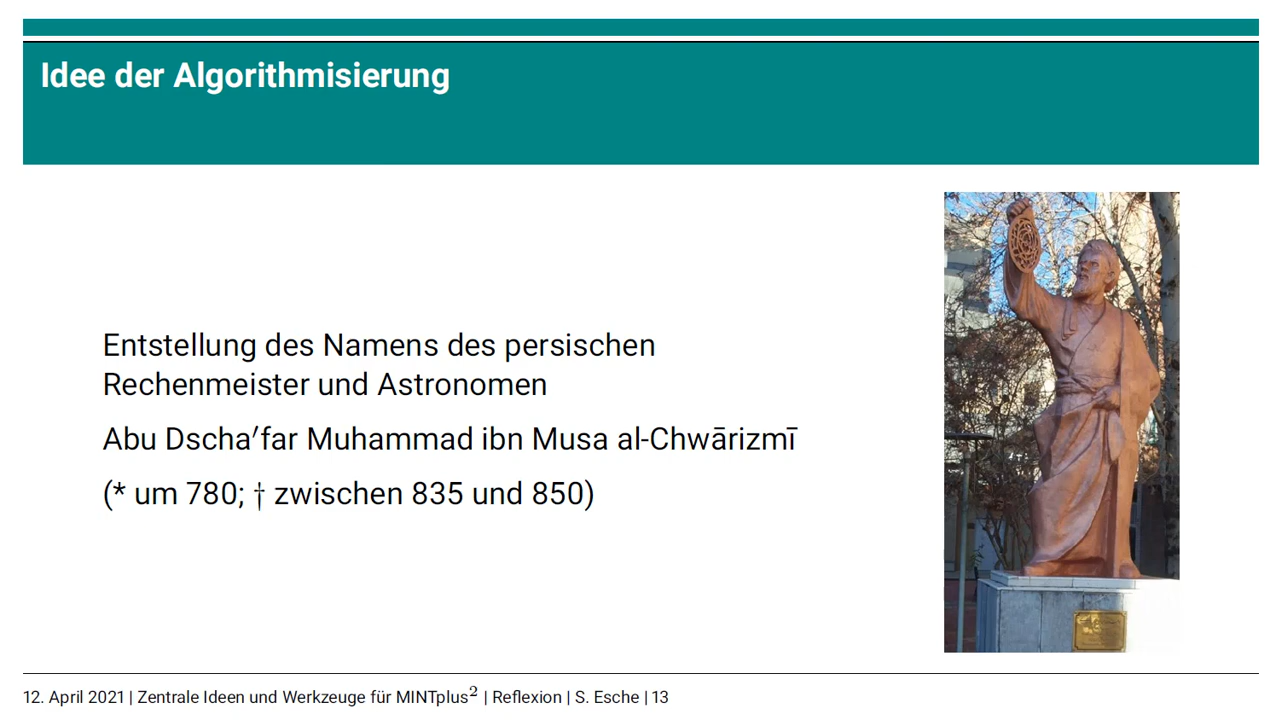 Idee der Algorithmisierung
Entstellung des Namens des persischen
Rechenmeister und Astronomen
Abu Dscha′far Muhammad ibn Musa al-Chwārizmī
(* um 780; † zwischen 835 und 850)
12. April 2021 | Zentrale Ideen und Werkzeuge für MINTplus² | Reflexion | S. Esche | 13